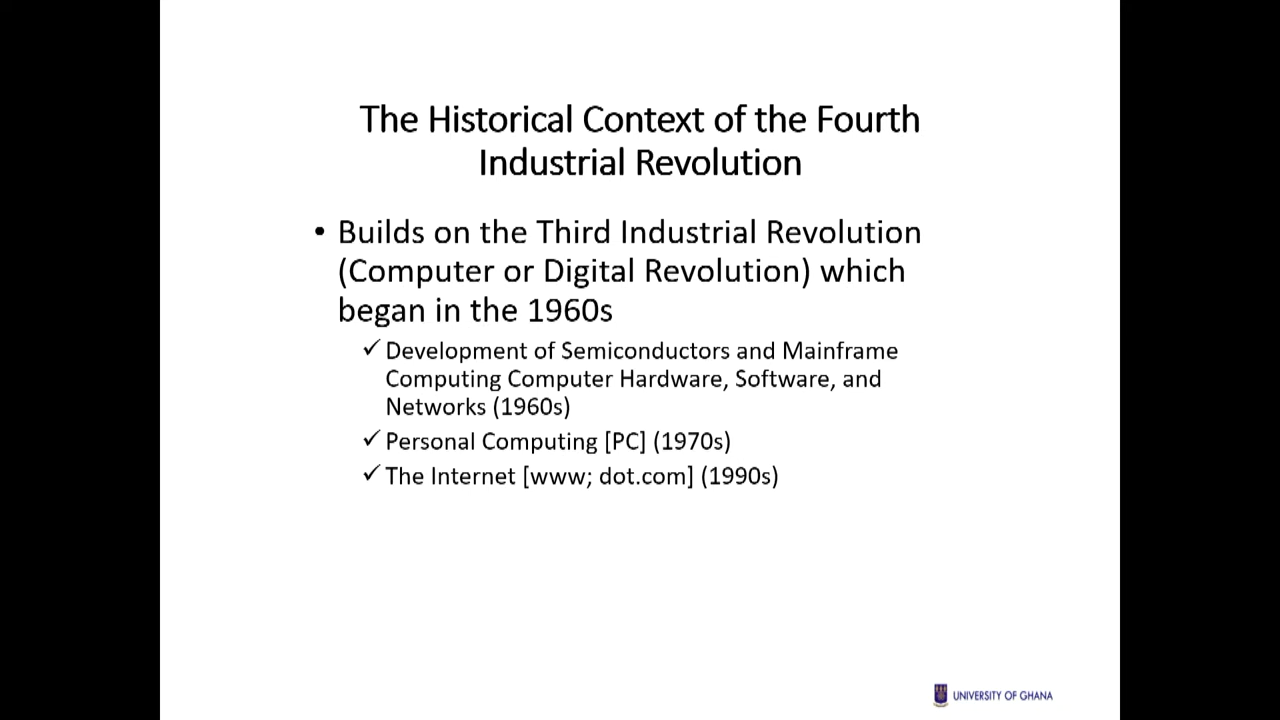 The Historical Context of the Fourth
Industrial Revolution
• Builds on the Third Industrial Revolution
(Computer or Digital Revolution) which
began in the 1960s
✓ Development of Semiconductors and Mainframe
Computing Computer Hardware, Software, and
Networks (1960s)
✓ Personal Computing [PC] (1970s)
✓ The Internet [www; dot.com] (1990s)
UNIVERSITY OF GHANA